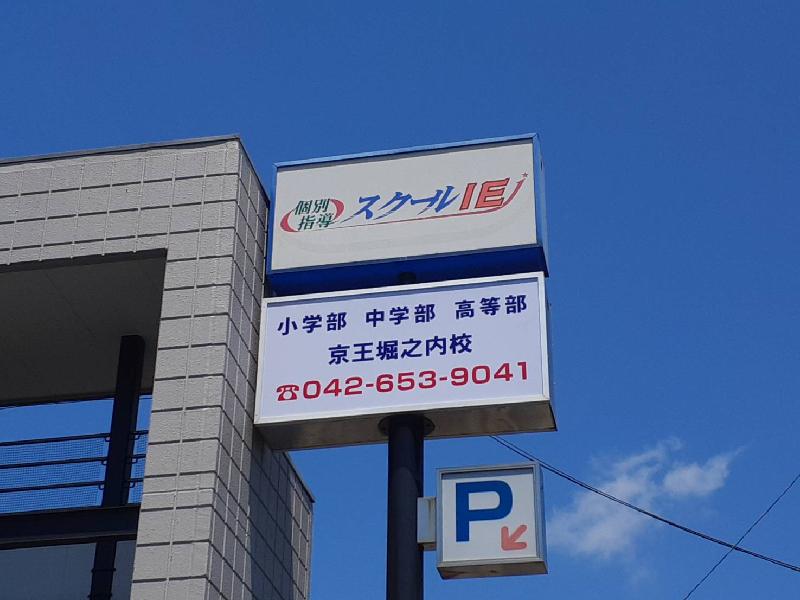 個別指導 スクールIE
小学部 中学部 高等部
京王堀之内校
☎042-653-9041
P